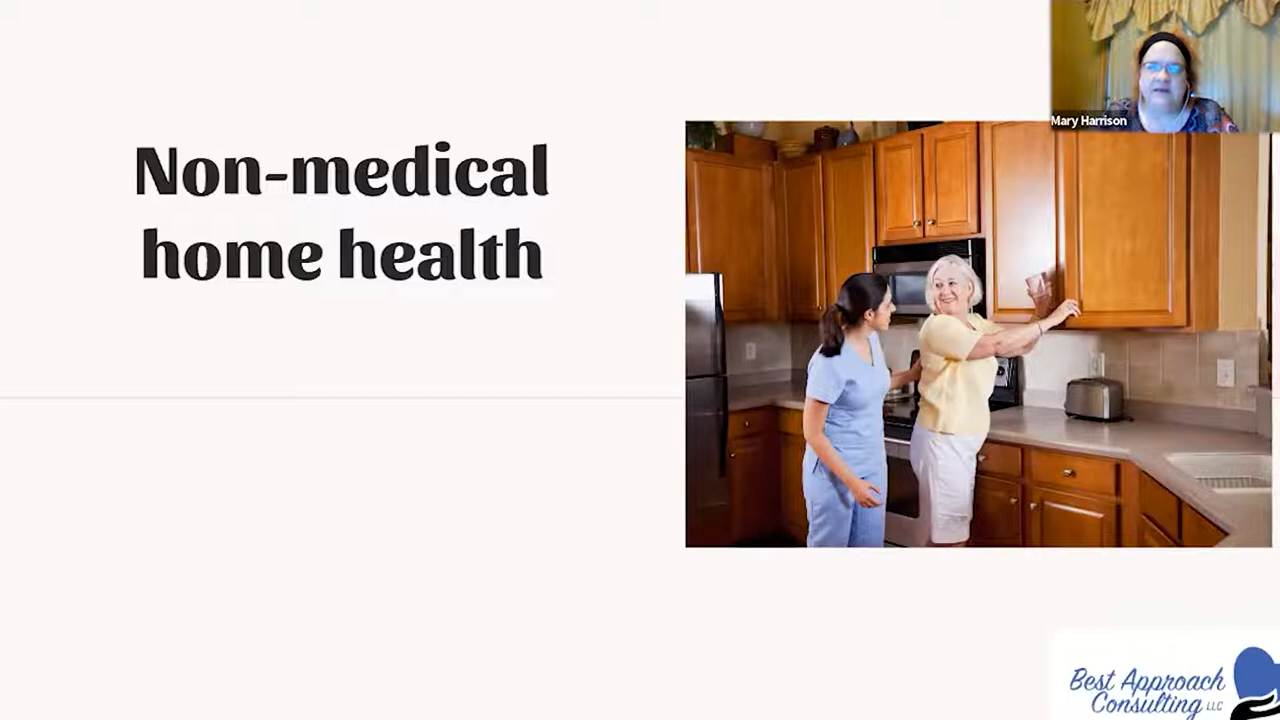 Non-medical
home health
Mary Harrison
Best Approach
Consulting LLC